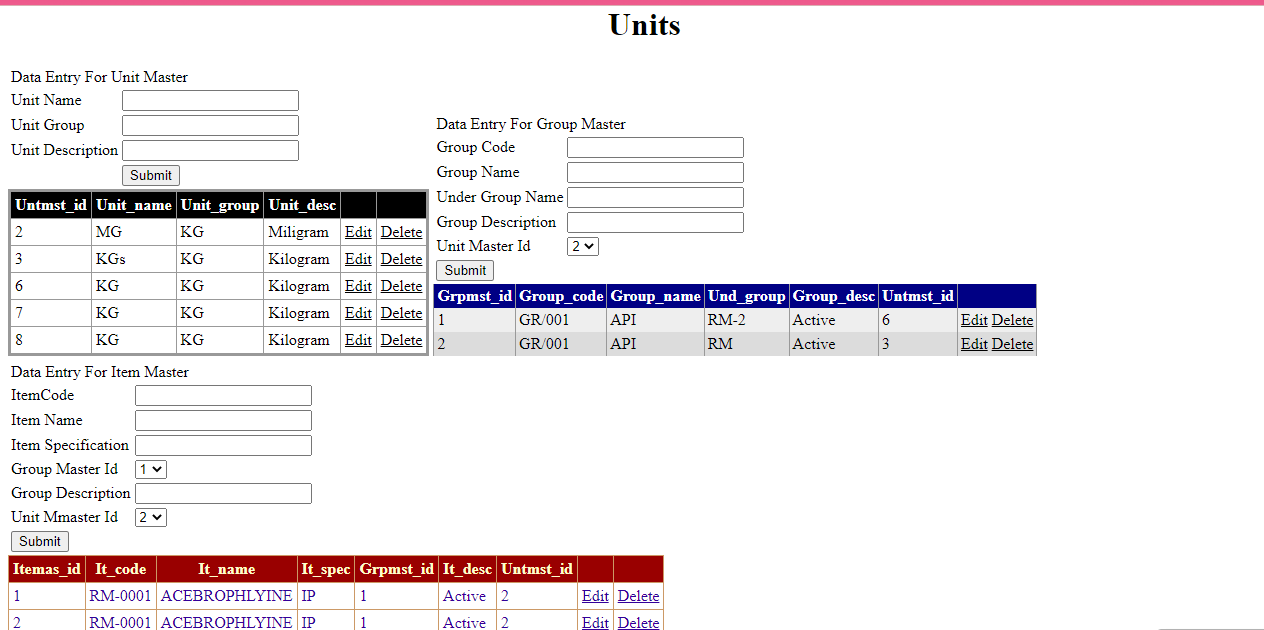 Units
Data Entry For Unit Master
Unit Name
Unit Group
Unit Description
Submit
Untmst_id Unit_name Unit_group Unit_desc
2 MG KG Miligram Edit Delete
3 KGs KG Kilogram Edit Delete
6 KG KG Kilogram Edit Delete
7 KG KG Kilogram Edit Delete
8 KG KG Kilogram Edit Delete
Data Entry For Group Master
Group Code
Group Name
Under Group Name
Group Description
Unit Master Id 2
Submit
Grpmst_id Group_code Group_name Und_group Group_desc Untmst_id
1 GR/001 API RM-2 Active 6 Edit Delete
2 GR/001 API RM Active 3 Edit Delete
Data Entry For Item Master
ItemCode
Item Name
Item Specification
Group Master Id 1
Group Description
Unit Mmaster Id 2
Submit
Itemas_id It_code It_name It_spec Grpmst_id It_desc Untmst_id
1 RM-0001 ACEBROPHLYINE IP 1 Active 2 Edit Delete
2 RM-0001 ACEBROPHLYINE IP 1 Active 2 Edit Delete